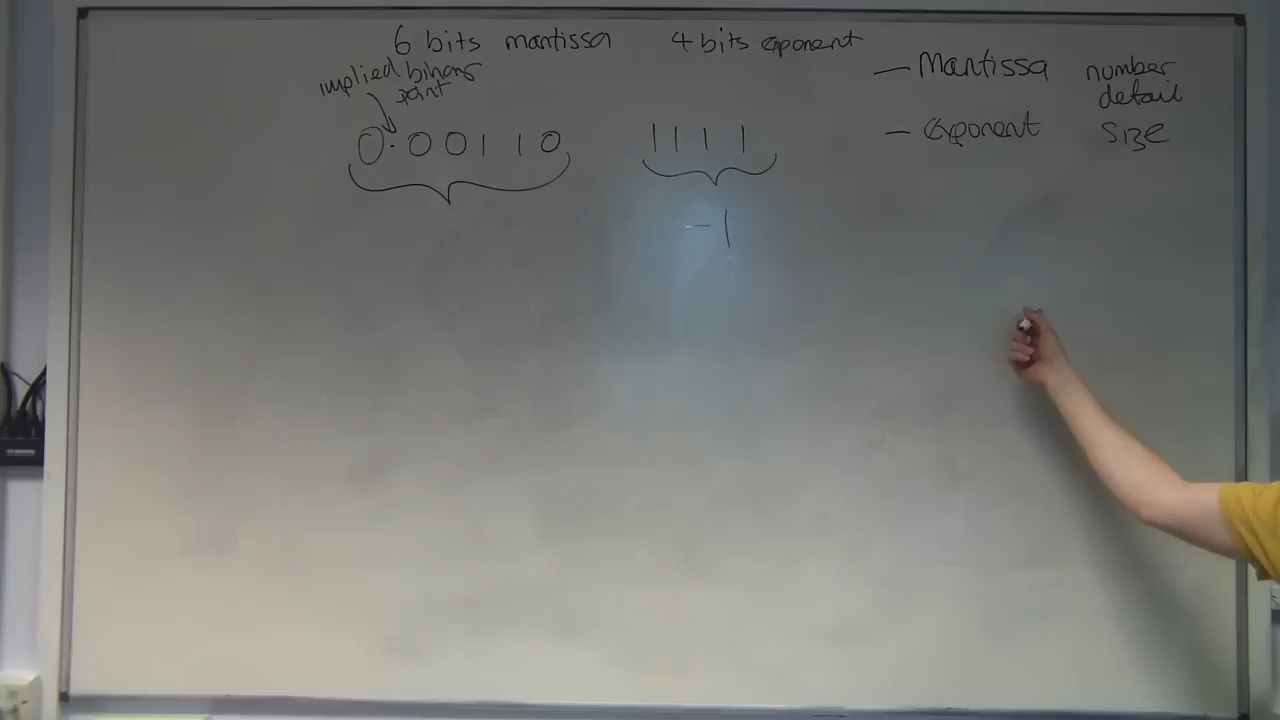 6 bits mantissa 4 bits exponent
implied binary
point
0.00110 1111
-1
— Mantissa number
detail
— Exponent size